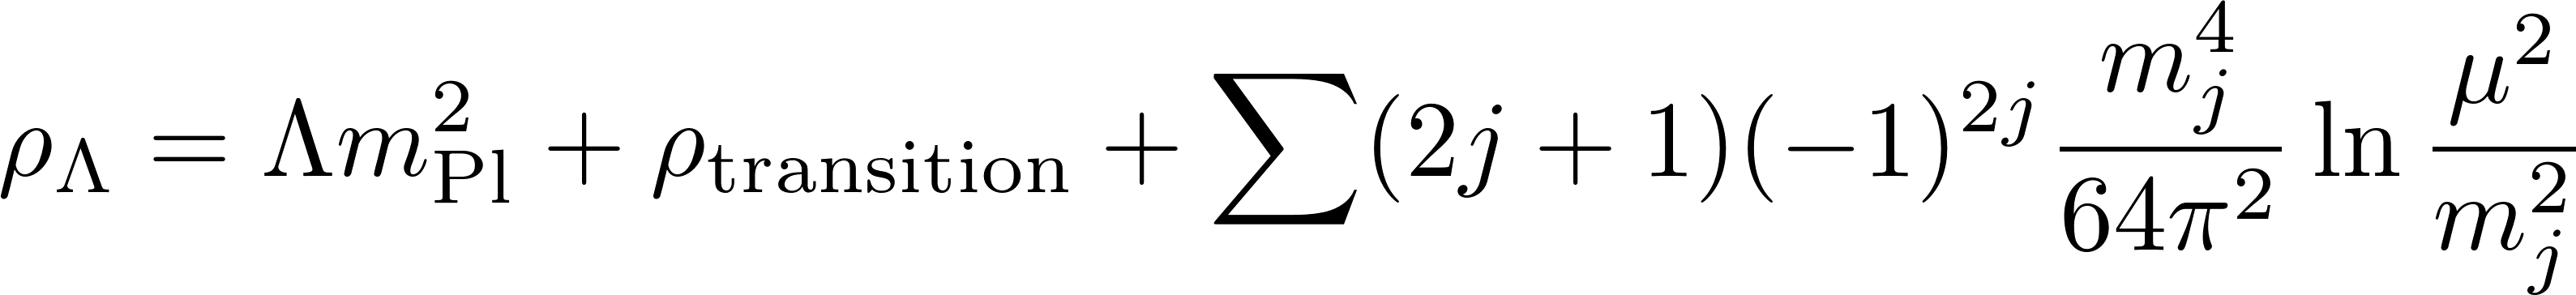 ρ_Λ = Λm_Pl^2 + ρ_transition + ∑(2j + 1)(−1)^{2j} \frac{m_j^4}{64π^2} ln \frac{μ^2}{m_j^2}